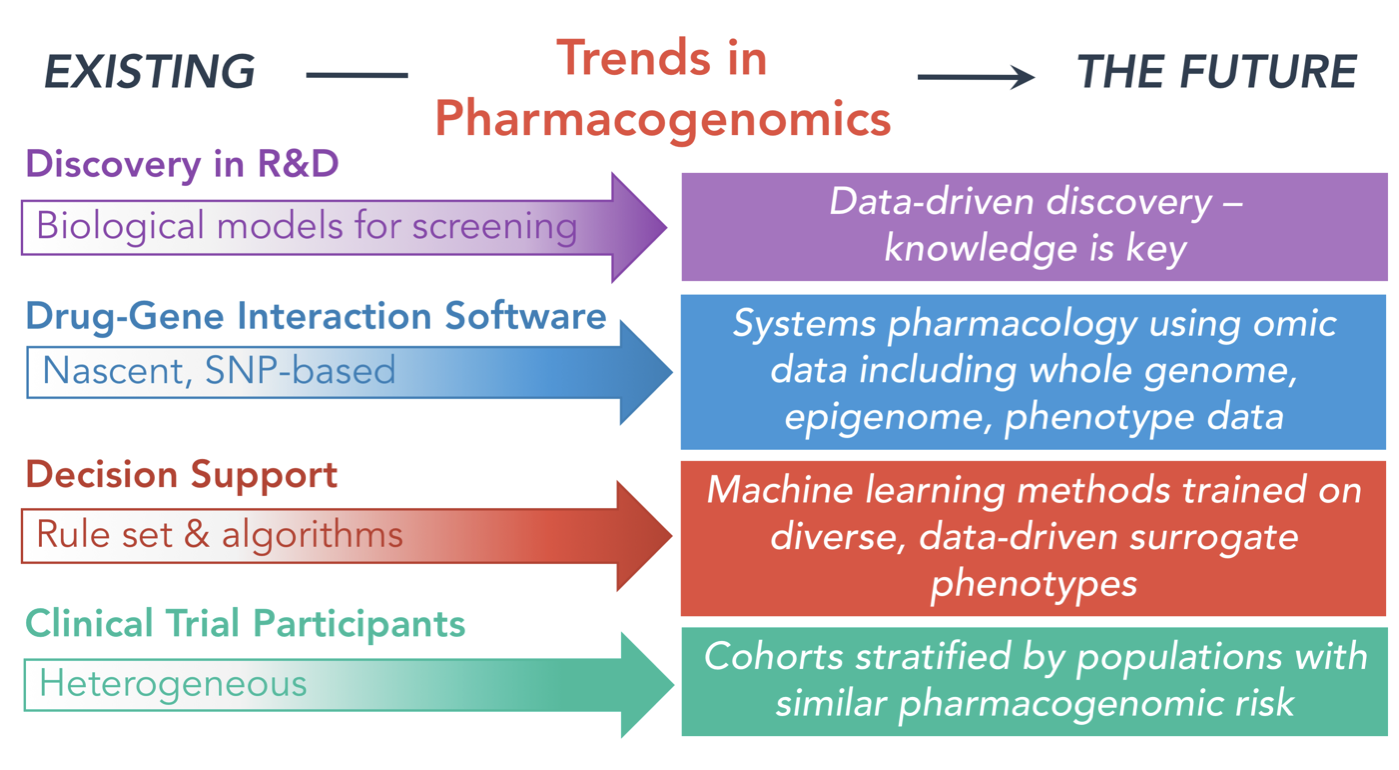 EXISTING
Trends in
Pharmacogenomics
THE FUTURE
Discovery in R&D
Biological models for screening
Data-driven discovery –
knowledge is key
Drug-Gene Interaction Software
Nascent, SNP-based
Systems pharmacology using omic
data including whole genome,
epigenome, phenotype data
Decision Support
Rule set & algorithms
Machine learning methods trained on
diverse, data-driven surrogate
phenotypes
Clinical Trial Participants
Heterogeneous
Cohorts stratified by populations with
similar pharmacogenomic risk